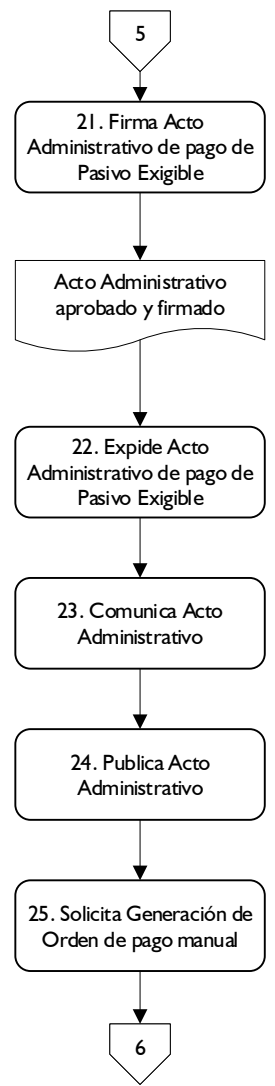 5
21. Firma Acto
Administrativo de pago de
Pasivo Exigible
Acto Administrativo
aprobado y firmado
22. Expide Acto
Administrativo de pago de
Pasivo Exigible
23. Comunica Acto
Administrativo
24. Publica Acto
Administrativo
25. Solicita Generación de
Orden de pago manual
6